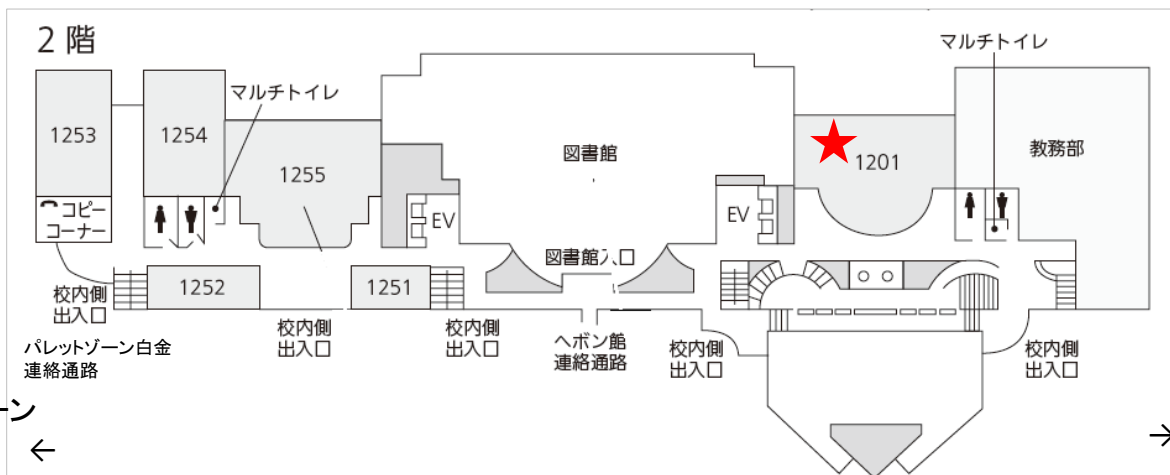 2 階
マルチトイレ
マルチトイレ
1253
1254
1255
図書館
1201
教務部
コピー
コーナー
EV
EV
図書館入口
1252
1251
校内側
出入口
校内側
出入口
校内側
出入口
ヘボン館
連絡通路
校内側
出入口
校内側
出入口
パレットゾーン白金
連絡通路
ーン
←
→